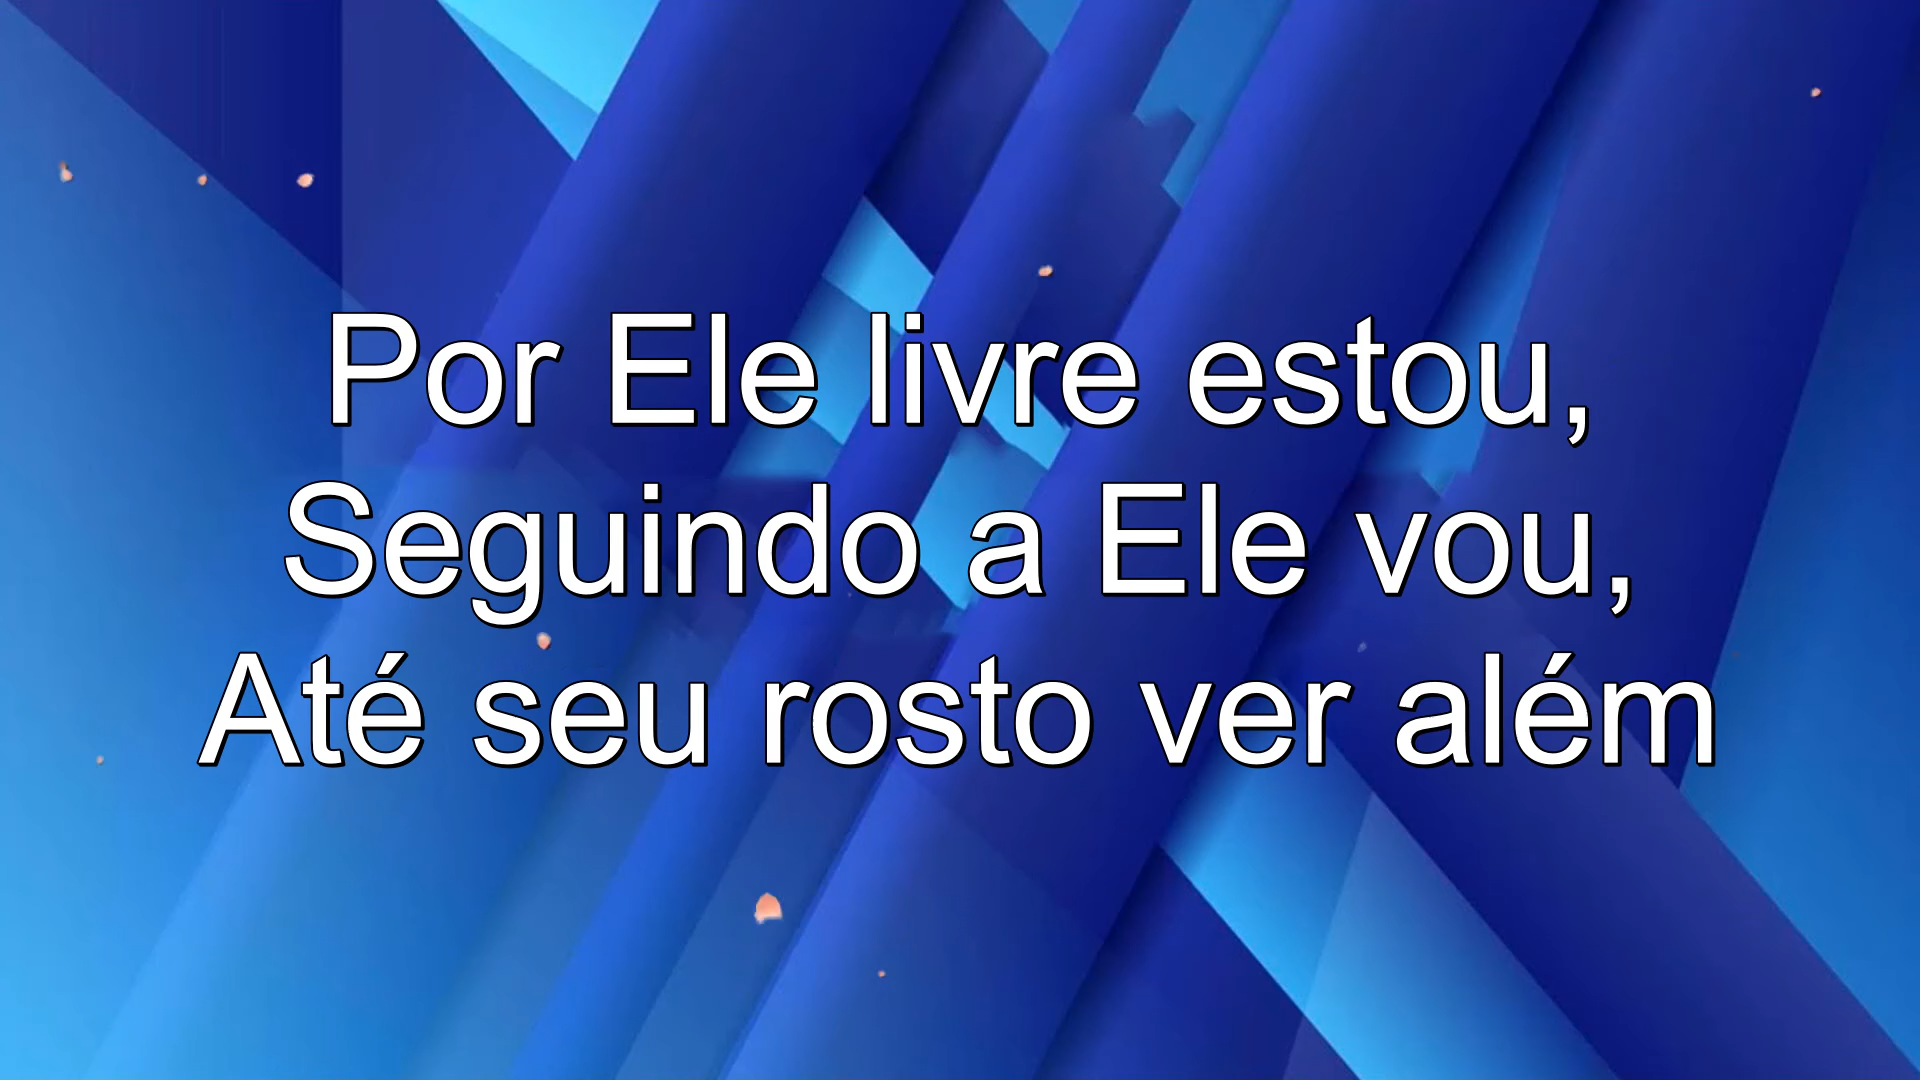 Por Ele livre estou,
Seguindo a Ele vou,
Até seu rosto ver além